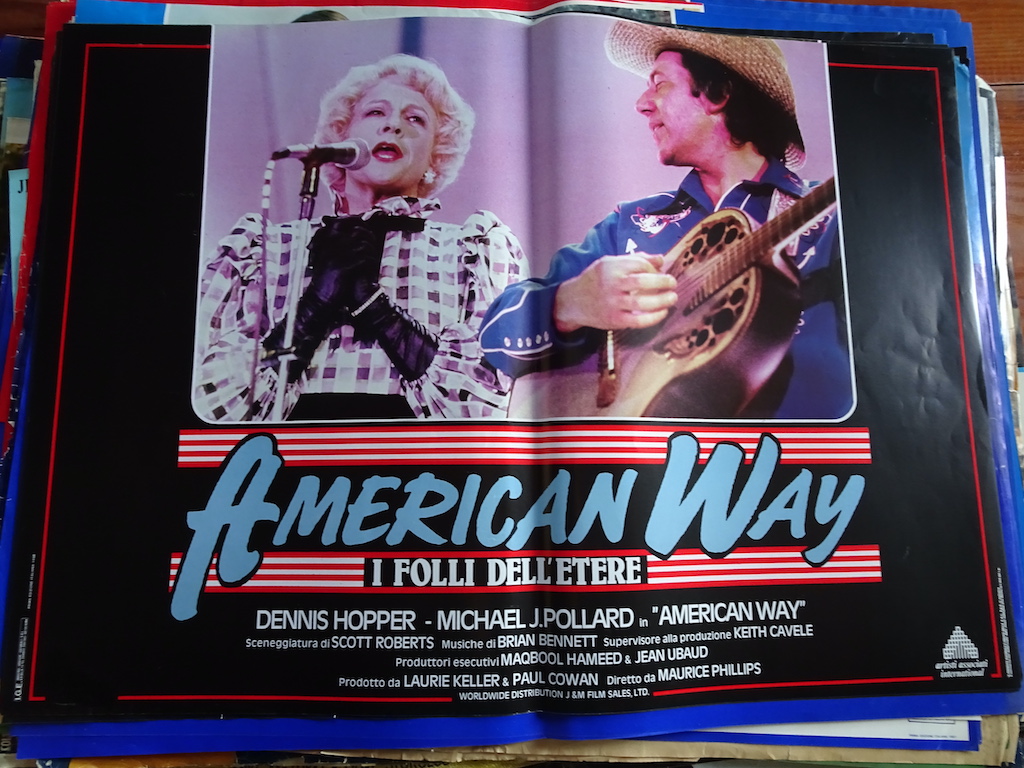 AMERICAN WAY
I FOLLI DELL'ETERE
DENNIS HOPPER - MICHAEL J. POLLARD in "AMERICAN WAY"
Sceneggiatura di SCOTT ROBERTS Musiche di BRIAN BENNETT Supervisore alla produzione KEITH CAVELE
Produttori esecutivi MAQBOOL HAMEED & JEAN UBAUD
Prodotto da LAURIE KELLER & PAUL COWAN Diretto da MAURICE PHILLIPS
WORLDWIDE DISTRIBUTION J & M FILM SALES, LTD.
artisti associati
international